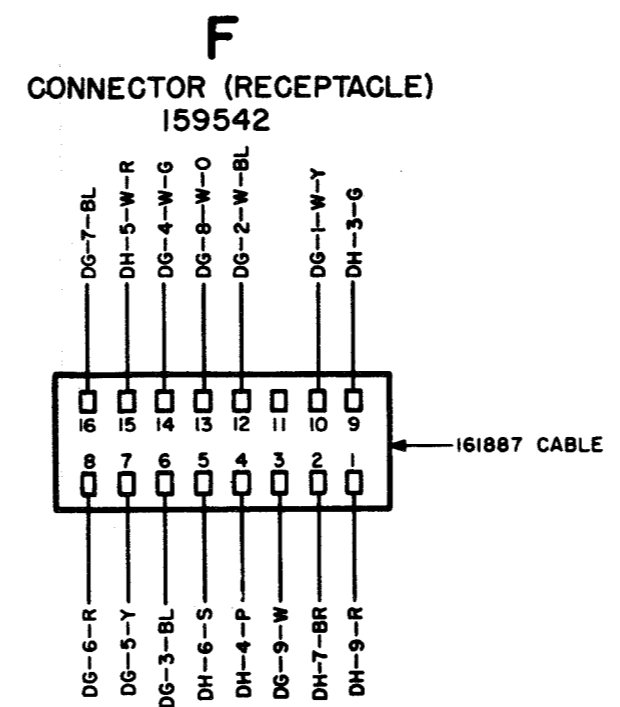 F
CONNECTOR (RECEPTACLE)
159542
DG-7-BL
DH-5-W-R
DG-4-W-G
DG-8-W-O
DG-2-W-BL
DG-1-W-Y
DH-3-G
16 15 14 13 12 11 10 9
8 7 6 5 4 3 2 1
161887 CABLE
DG-6-R
DG-5-Y
DG-3-BL
DH-6-S
DH-4-P
DG-9-W
DH-7-BR
DH-9-R